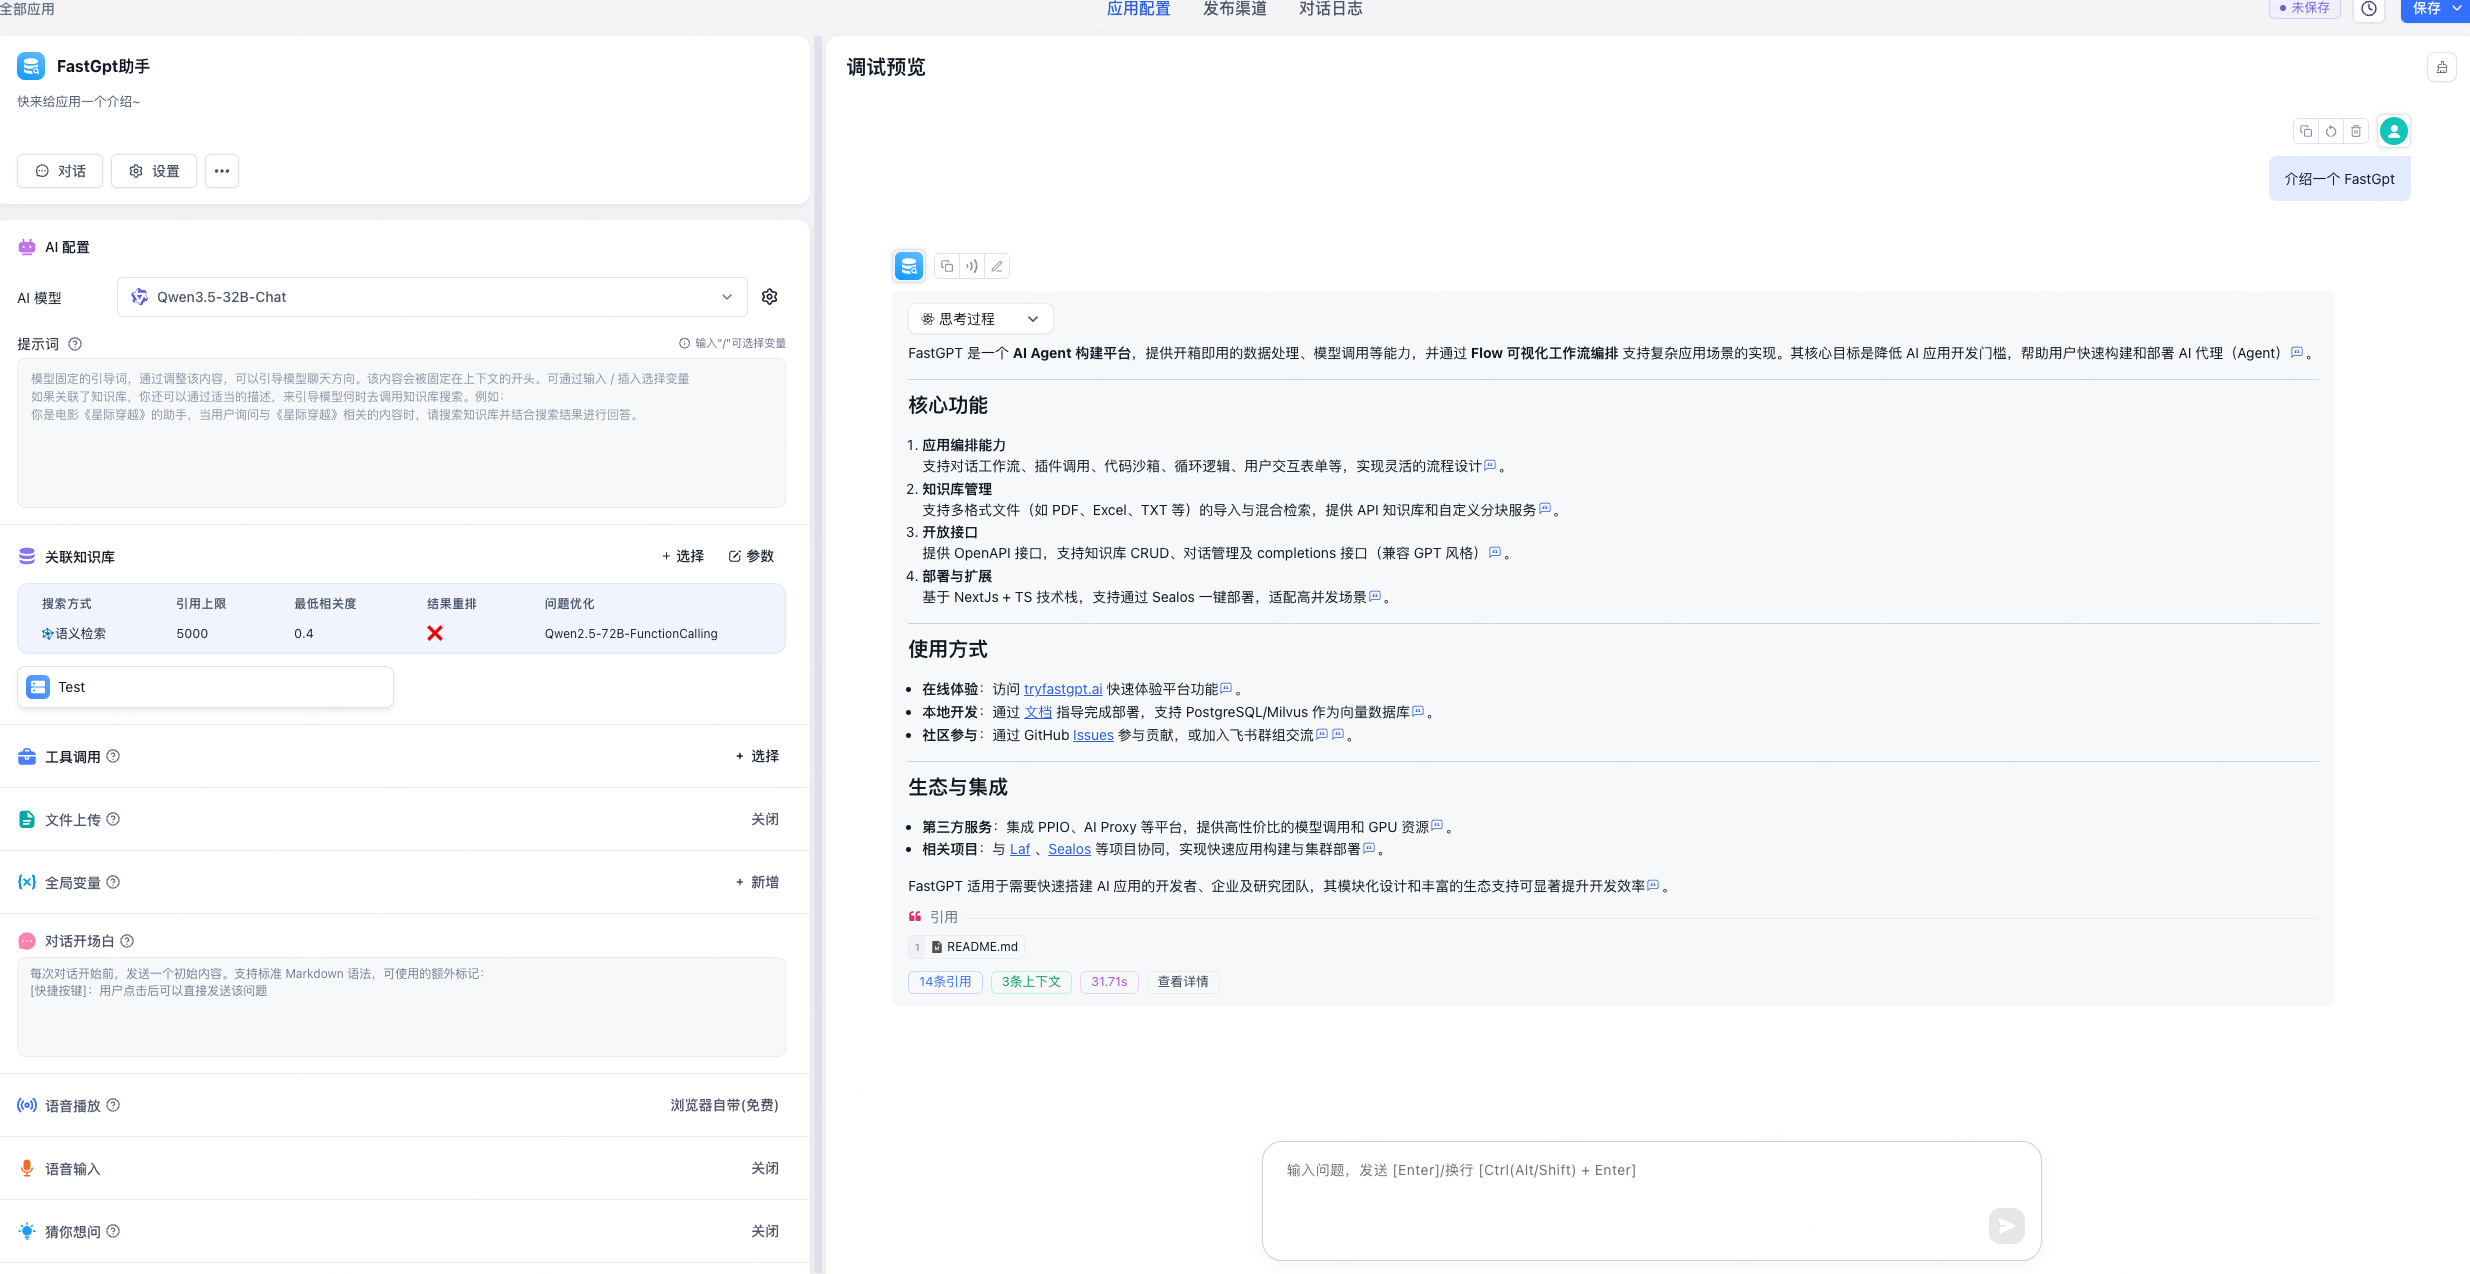 全部应用
应用配置 发布渠道 对话日志
未保存
保存
FastGpt助手
快来给应用一个介绍~
对话 设置
AI 配置
AI 模型 Qwen3.5-32B-Chat
提示词 输入"/"可选择变量
模型固定的引导词，通过调整该内容，可以引导模型聊天方向。该内容会被固定在上下文的开头。可通过输入 / 插入选择变量
如果关联了知识库，你还可以通过适当的描述，来引导模型何时去调用知识库搜索。例如：
你是电影《星际穿越》的助手，当用户询问与《星际穿越》相关的内容时，请搜索知识库并结合搜索结果进行回答。
关联知识库 + 选择 参数
搜索方式 引用上限 最低相关度 结果重排 问题优化
语义检索 5000 0.4 Qwen2.5-72B-FunctionCalling
Test
工具调用 + 选择
文件上传 关闭
全局变量 + 新增
对话开场白
每次对话开始前，发送一个初始内容。支持标准 Markdown 语法，可使用的额外标记：
[快捷按键]：用户点击后可以直接发送该问题
语音播放 浏览器自带(免费)
语音输入 关闭
猜你想问 关闭
调试预览
介绍一个 FastGpt
思考过程
FastGPT 是一个 AI Agent 构建平台，提供开箱即用的数据处理、模型调用等能力，并通过 Flow 可视化工作流编排 支持复杂应用场景的实现。其核心目标是降低 AI 应用开发门槛，帮助用户快速构建和部署 AI 代理（Agent）。
核心功能
1. 应用编排能力
支持对话工作流、插件调用、代码沙箱、循环逻辑、用户交互表单等，实现灵活的流程设计。
2. 知识库管理
支持多格式文件（如 PDF、Excel、TXT 等）的导入与混合检索，提供 API 知识库和自定义分块服务。
3. 开放接口
提供 OpenAPI 接口，支持知识库 CRUD、对话管理及 completions 接口（兼容 GPT 风格）。
4. 部署与扩展
基于 NextJs + TS 技术栈，支持通过 Sealos 一键部署，适配高并发场景。
使用方式
• 在线体验：访问 tryfastgpt.ai 快速体验平台功能。
• 本地开发：通过 文档 指导完成部署，支持 PostgreSQL/Milvus 作为向量数据库。
• 社区参与：通过 GitHub Issues 参与贡献，或加入飞书群组交流。
生态与集成
• 第三方服务：集成 PPIO、AI Proxy 等平台，提供高性价比的模型调用和 GPU 资源。
• 相关项目：与 Laf 、Sealos 等项目协同，实现快速应用构建与集群部署。
FastGPT 适用于需要快速搭建 AI 应用的开发者、企业及研究团队，其模块化设计和丰富的生态支持可显著提升开发效率。
引用
1 README.md
14条引用 3条上下文 31.71s 查看详情
输入问题，发送 [Enter]/换行 [Ctrl(Alt/Shift) + Enter]